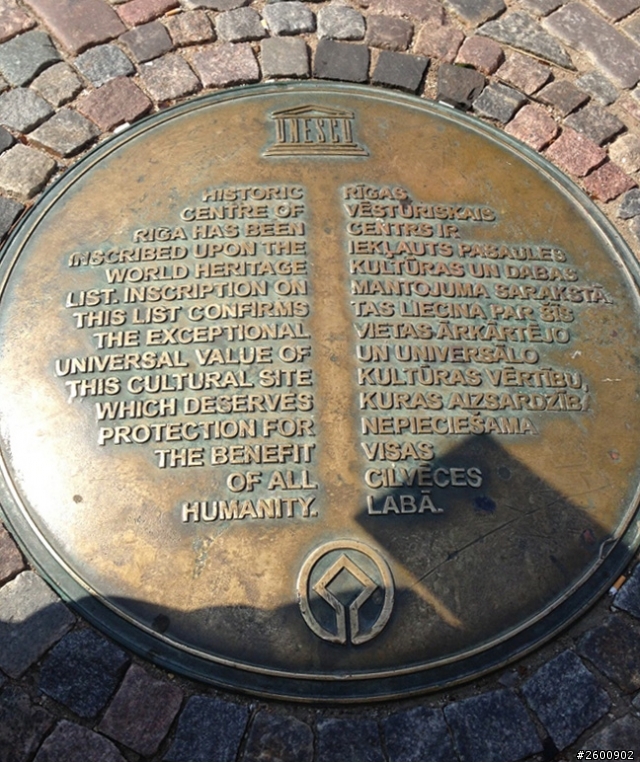 UNESCO
HISTORIC
CENTRE OF
RIGA HAS BEEN
INSCRIBED UPON THE
WORLD HERITAGE
LIST. INSCRIPTION ON
THIS LIST CONFIRMS
THE EXCEPTIONAL
UNIVERSAL VALUE OF
THIS CULTURAL SITE
WHICH DESERVES
PROTECTION FOR
THE BENEFIT
OF ALL
HUMANITY.
RĪGAS
VĒSTURISKAIS
CENTRS IR
IEKĻAUTS PASAULES
KULTŪRAS UN DABAS
MANTOJUMA SARAKSTĀ.
TAS LIECINA PAR ŠĪS
VIETAS ĀRKĀRTĒJO
UN UNIVERSĀLO
KULTŪRAS VĒRTĪBU,
KURAS AIZSARDZĪBA
NEPIECIEŠAMA
VISAS
CILVĒCES
LABĀ.
#2600902